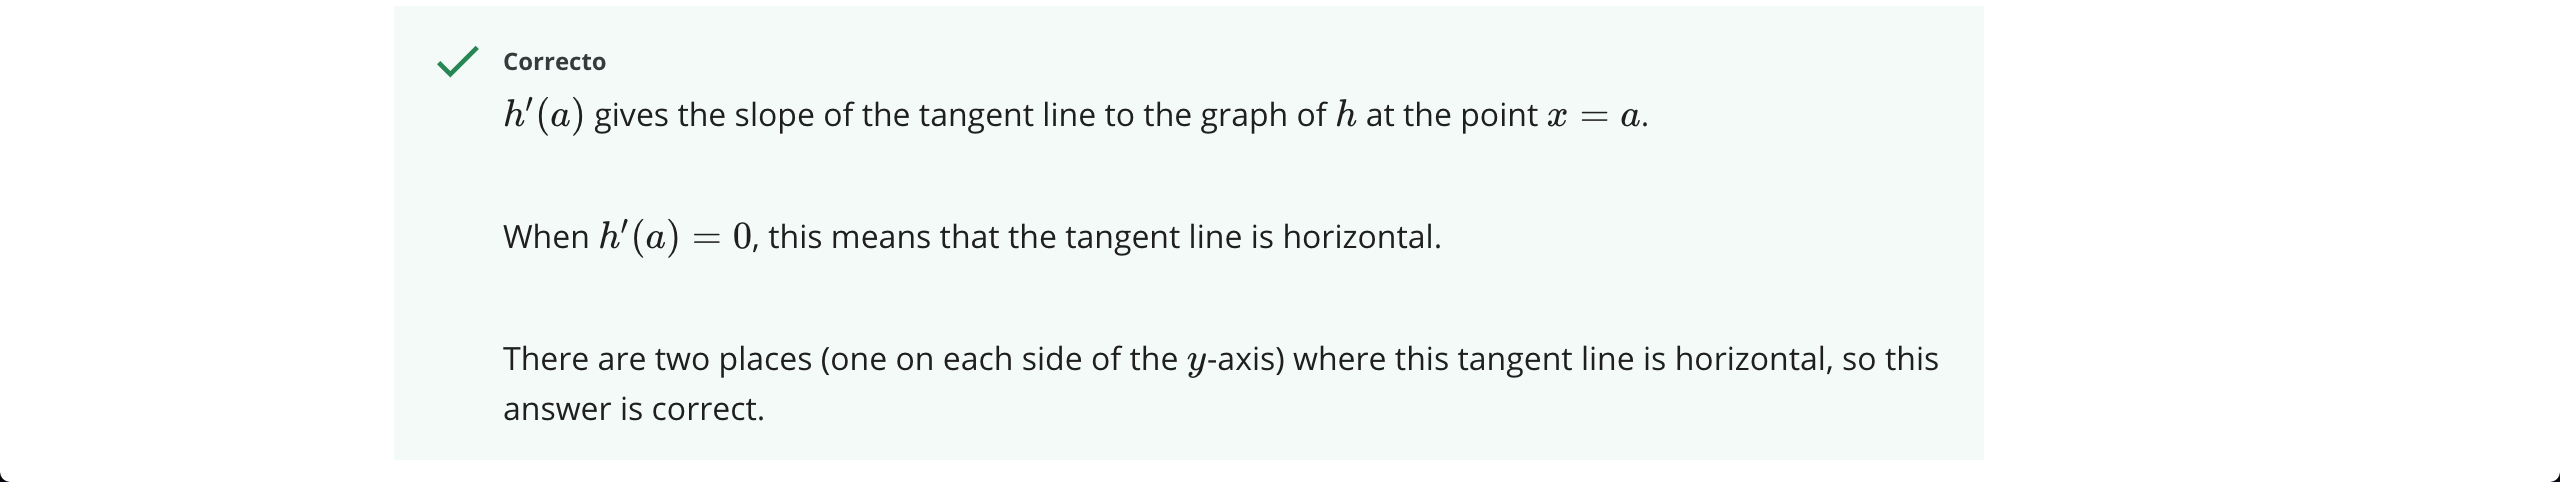 Correcto
h′(a) gives the slope of the tangent line to the graph of h at the point x = a.
When h′(a) = 0, this means that the tangent line is horizontal.
There are two places (one on each side of the y-axis) where this tangent line is horizontal, so this
answer is correct.